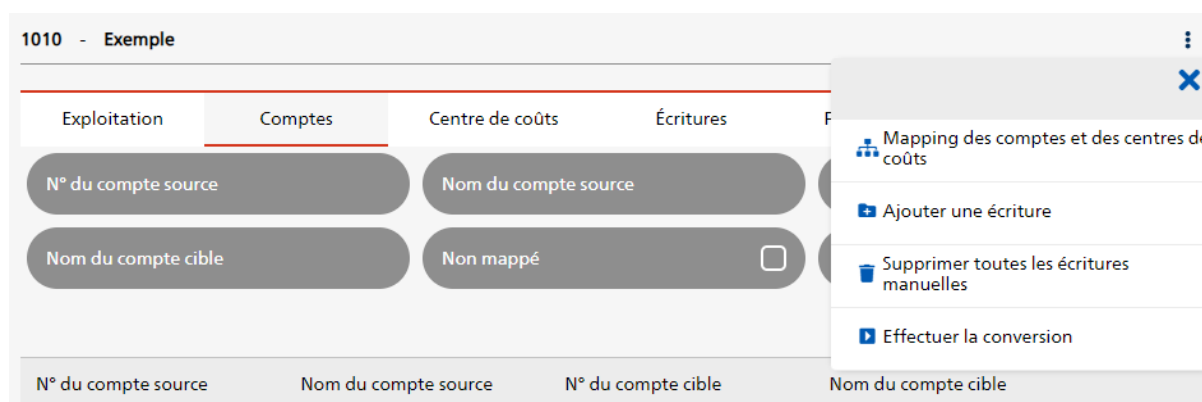 1010 - Exemple
Exploitation Comptes Centre de coûts Écritures
N° du compte source Nom du compte source
Nom du compte cible Non mappé
Mapping des comptes et des centres de
coûts
Ajouter une écriture
Supprimer toutes les écritures
manuelles
Effectuer la conversion
N° du compte source Nom du compte source N° du compte cible Nom du compte cible